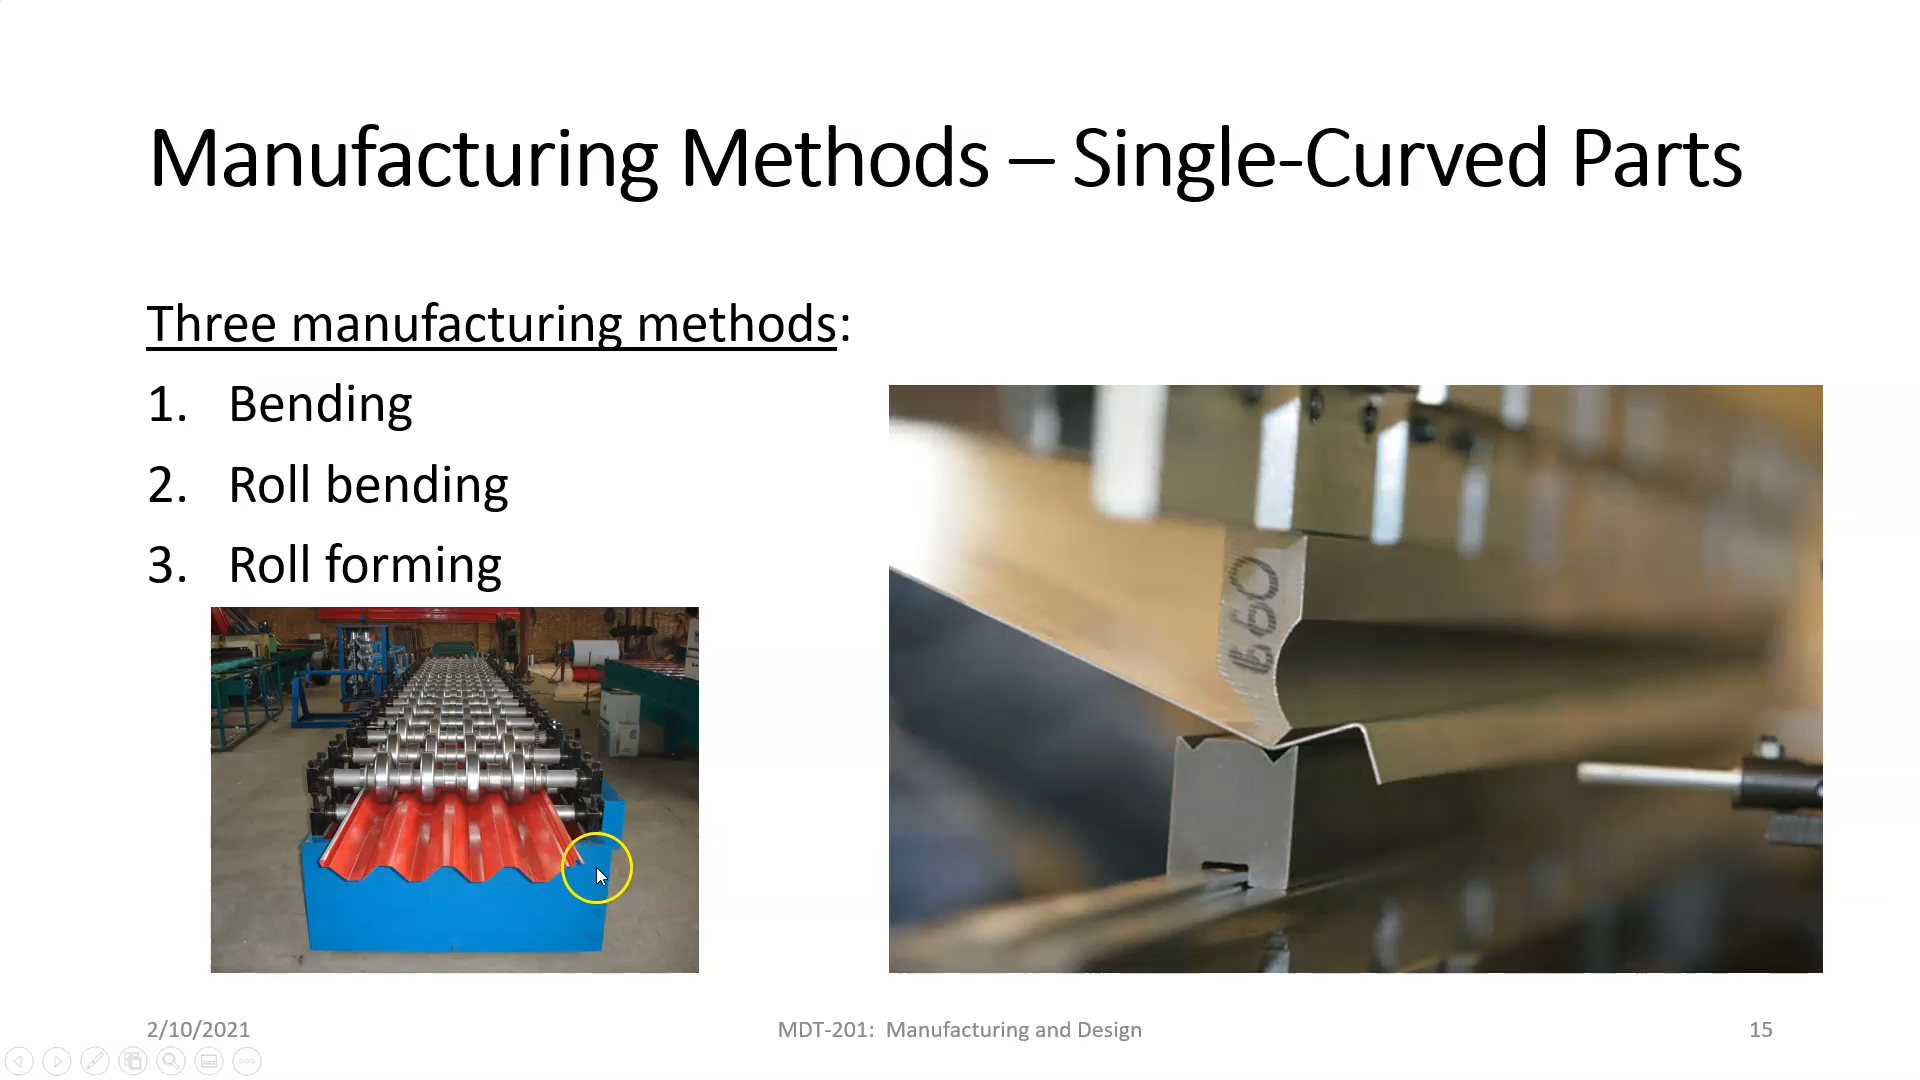 Manufacturing Methods – Single-Curved Parts
Three manufacturing methods:
1. Bending
2. Roll bending
3. Roll forming
660
2/10/2021
MDT-201: Manufacturing and Design
15